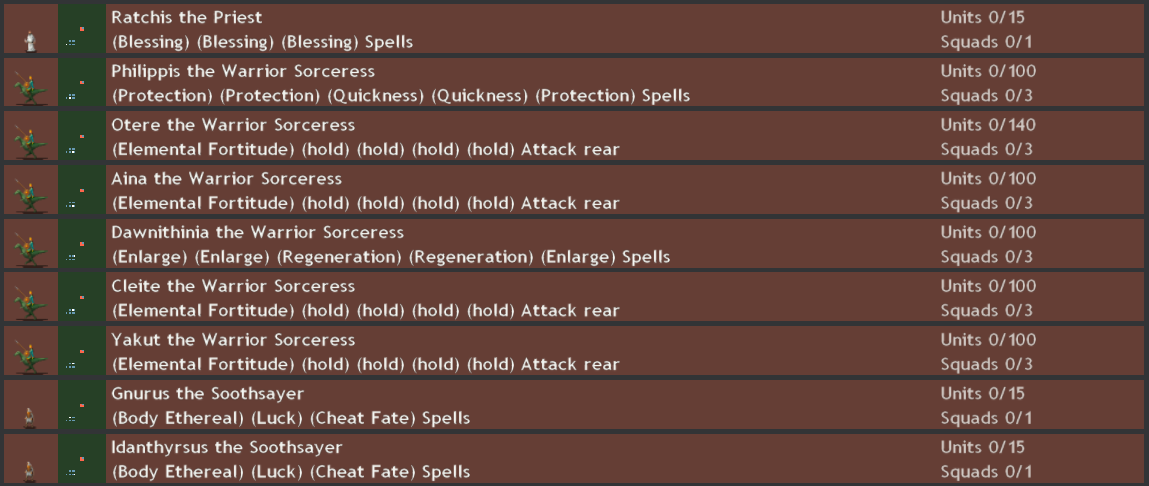 Ratchis the Priest Units 0/15
(Blessing) (Blessing) (Blessing) Spells Squads 0/1
Philippis the Warrior Sorceress Units 0/100
(Protection) (Protection) (Quickness) (Quickness) (Protection) Spells Squads 0/3
Otere the Warrior Sorceress Units 0/140
(Elemental Fortitude) (hold) (hold) (hold) (hold) Attack rear Squads 0/3
Aina the Warrior Sorceress Units 0/100
(Elemental Fortitude) (hold) (hold) (hold) (hold) Attack rear Squads 0/3
Dawnithinia the Warrior Sorceress Units 0/100
(Enlarge) (Enlarge) (Regeneration) (Regeneration) (Enlarge) Spells Squads 0/3
Cleite the Warrior Sorceress Units 0/100
(Elemental Fortitude) (hold) (hold) (hold) (hold) Attack rear Squads 0/3
Yakut the Warrior Sorceress Units 0/100
(Elemental Fortitude) (hold) (hold) (hold) (hold) Attack rear Squads 0/3
Gnurus the Soothsayer Units 0/15
(Body Ethereal) (Luck) (Cheat Fate) Spells Squads 0/1
Idanthyrsus the Soothsayer Units 0/15
(Body Ethereal) (Luck) (Cheat Fate) Spells Squads 0/1